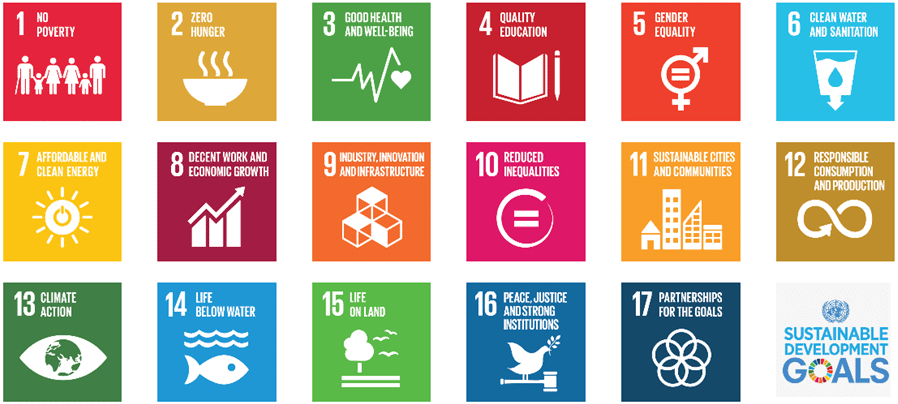 1 NO
POVERTY
2 ZERO
HUNGER
3 GOOD HEALTH
AND WELL-BEING
4 QUALITY
EDUCATION
5 GENDER
EQUALITY
6 CLEAN WATER
AND SANITATION
7 AFFORDABLE AND
CLEAN ENERGY
8 DECENT WORK AND
ECONOMIC GROWTH
9 INDUSTRY, INNOVATION
AND INFRASTRUCTURE
10 REDUCED
INEQUALITIES
11 SUSTAINABLE CITIES
AND COMMUNITIES
12 RESPONSIBLE
CONSUMPTION
AND PRODUCTION
13 CLIMATE
ACTION
14 LIFE
BELOW WATER
15 LIFE
ON LAND
16 PEACE, JUSTICE
AND STRONG
INSTITUTIONS
17 PARTNERSHIPS
FOR THE GOALS
SUSTAINABLE
DEVELOPMENT
GOALS